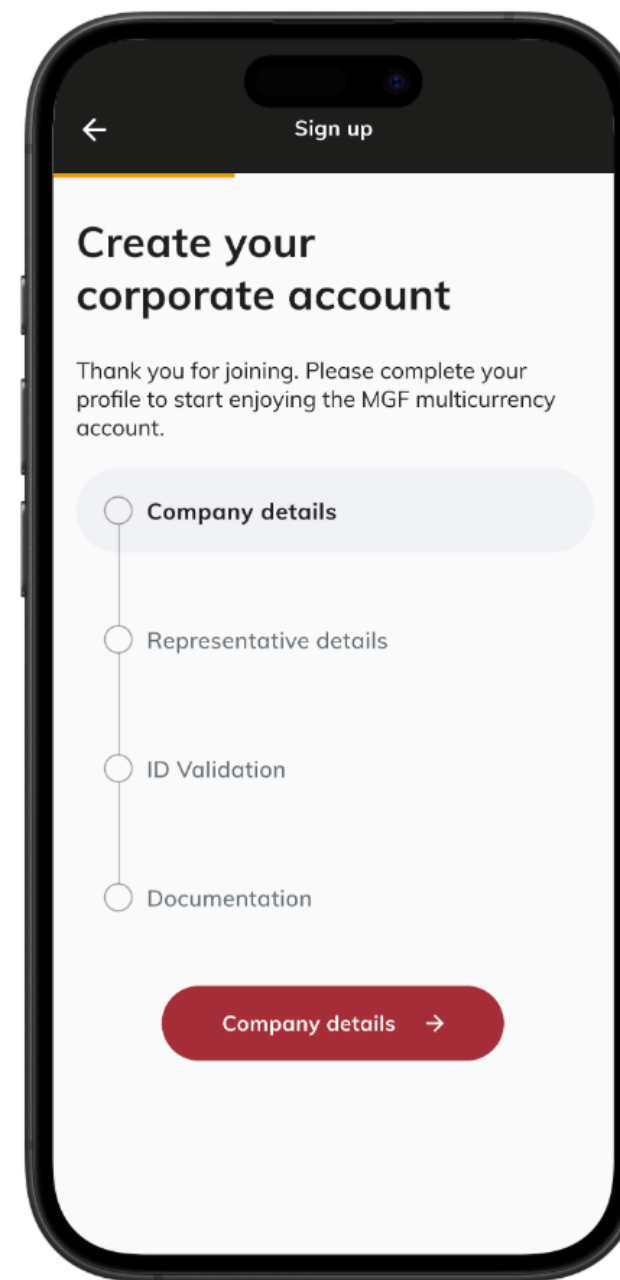 Sign up
Create your
corporate account
Thank you for joining. Please complete your
profile to start enjoying the MGF multicurrency
account.
Company details
Representative details
ID Validation
Documentation
Company details